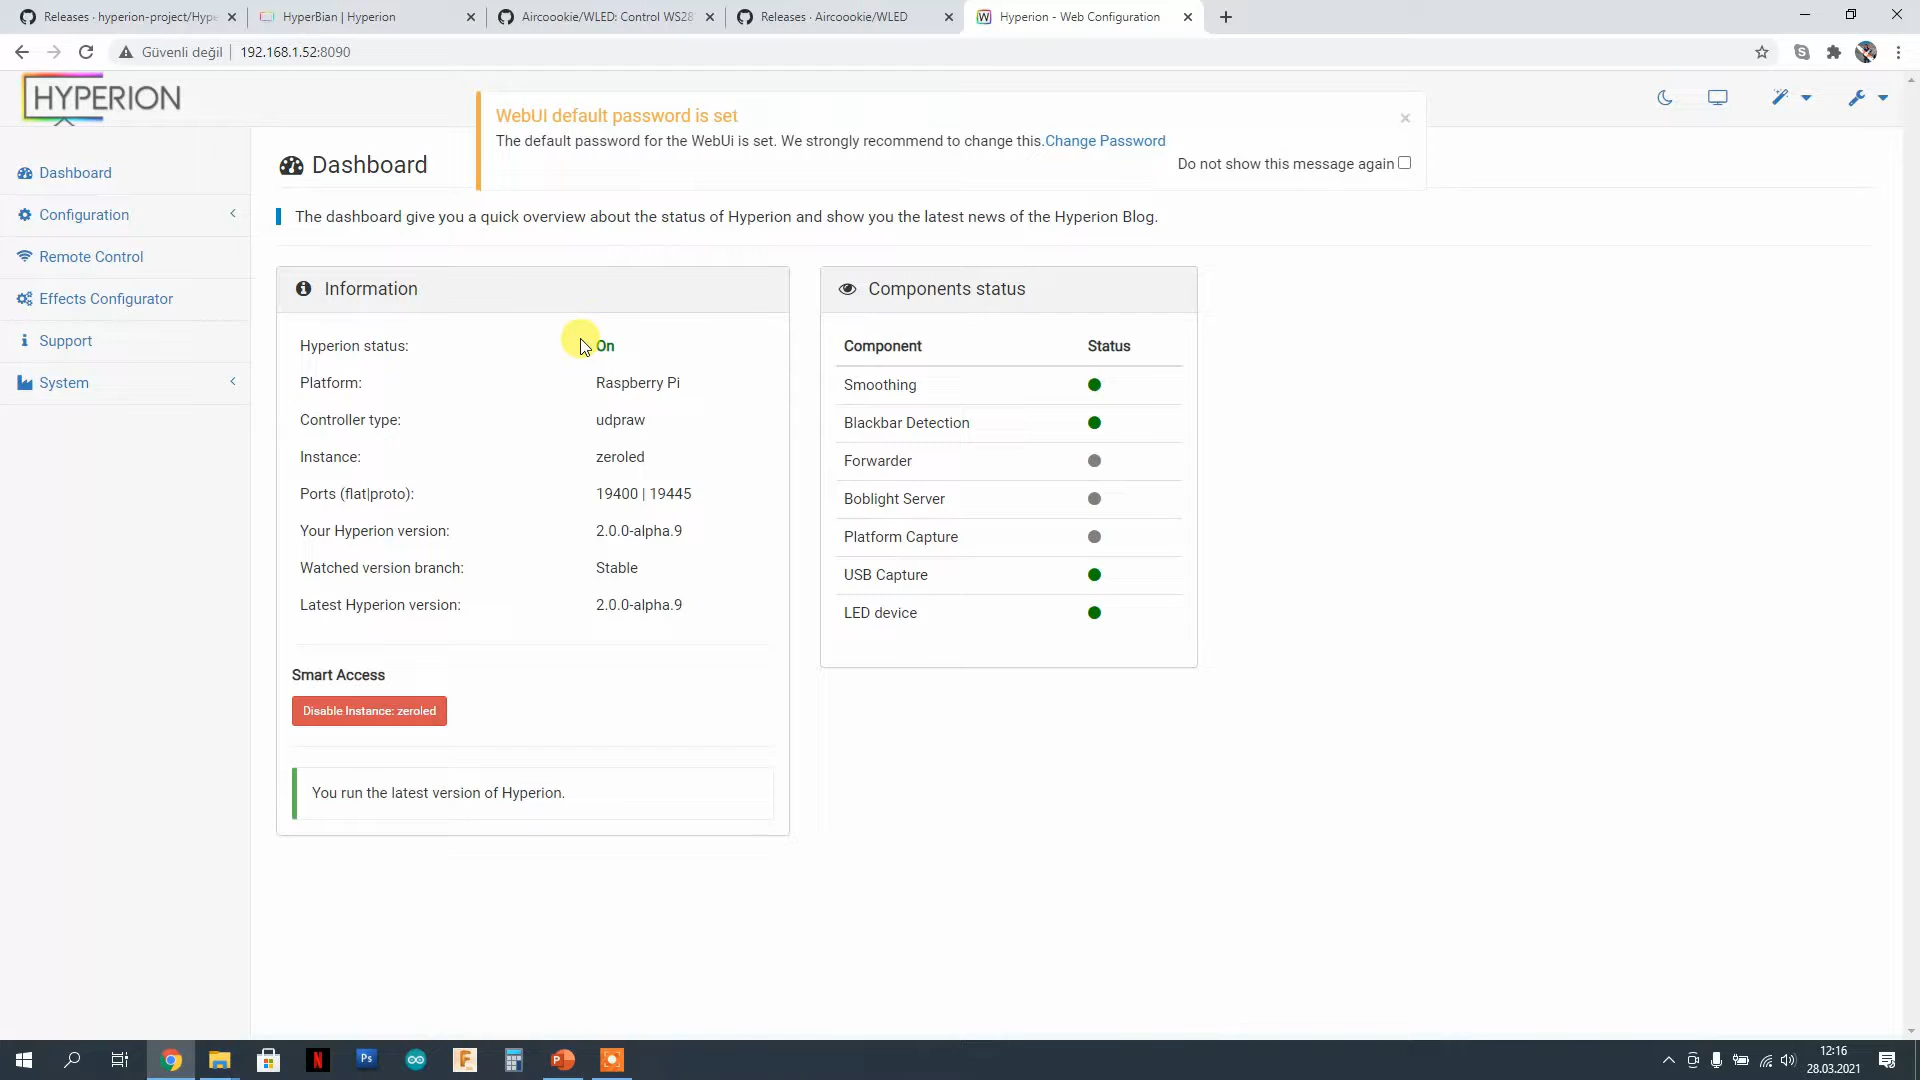 Releases · hyperion-project/Hype
HyperBian | Hyperion
Aircoookie/WLED: Control WS28
Releases · Aircoookie/WLED
Hyperion - Web Configuration
Güvenli değil
192.168.1.52:8090
HYPERION
WebUI default password is set
The default password for the WebUi is set. We strongly recommend to change this.Change Password
Do not show this message again
Dashboard
Configuration
Remote Control
Effects Configurator
Support
System
Dashboard
The dashboard give you a quick overview about the status of Hyperion and show you the latest news of the Hyperion Blog.
Information
Hyperion status: On
Platform: Raspberry Pi
Controller type: udpraw
Instance: zeroled
Ports (flat|proto): 19400 | 19445
Your Hyperion version: 2.0.0-alpha.9
Watched version branch: Stable
Latest Hyperion version: 2.0.0-alpha.9
Smart Access
Disable Instance: zeroled
You run the latest version of Hyperion.
Components status
Component Status
Smoothing
Blackbar Detection
Forwarder
Boblight Server
Platform Capture
USB Capture
LED device
12:16
28.03.2021